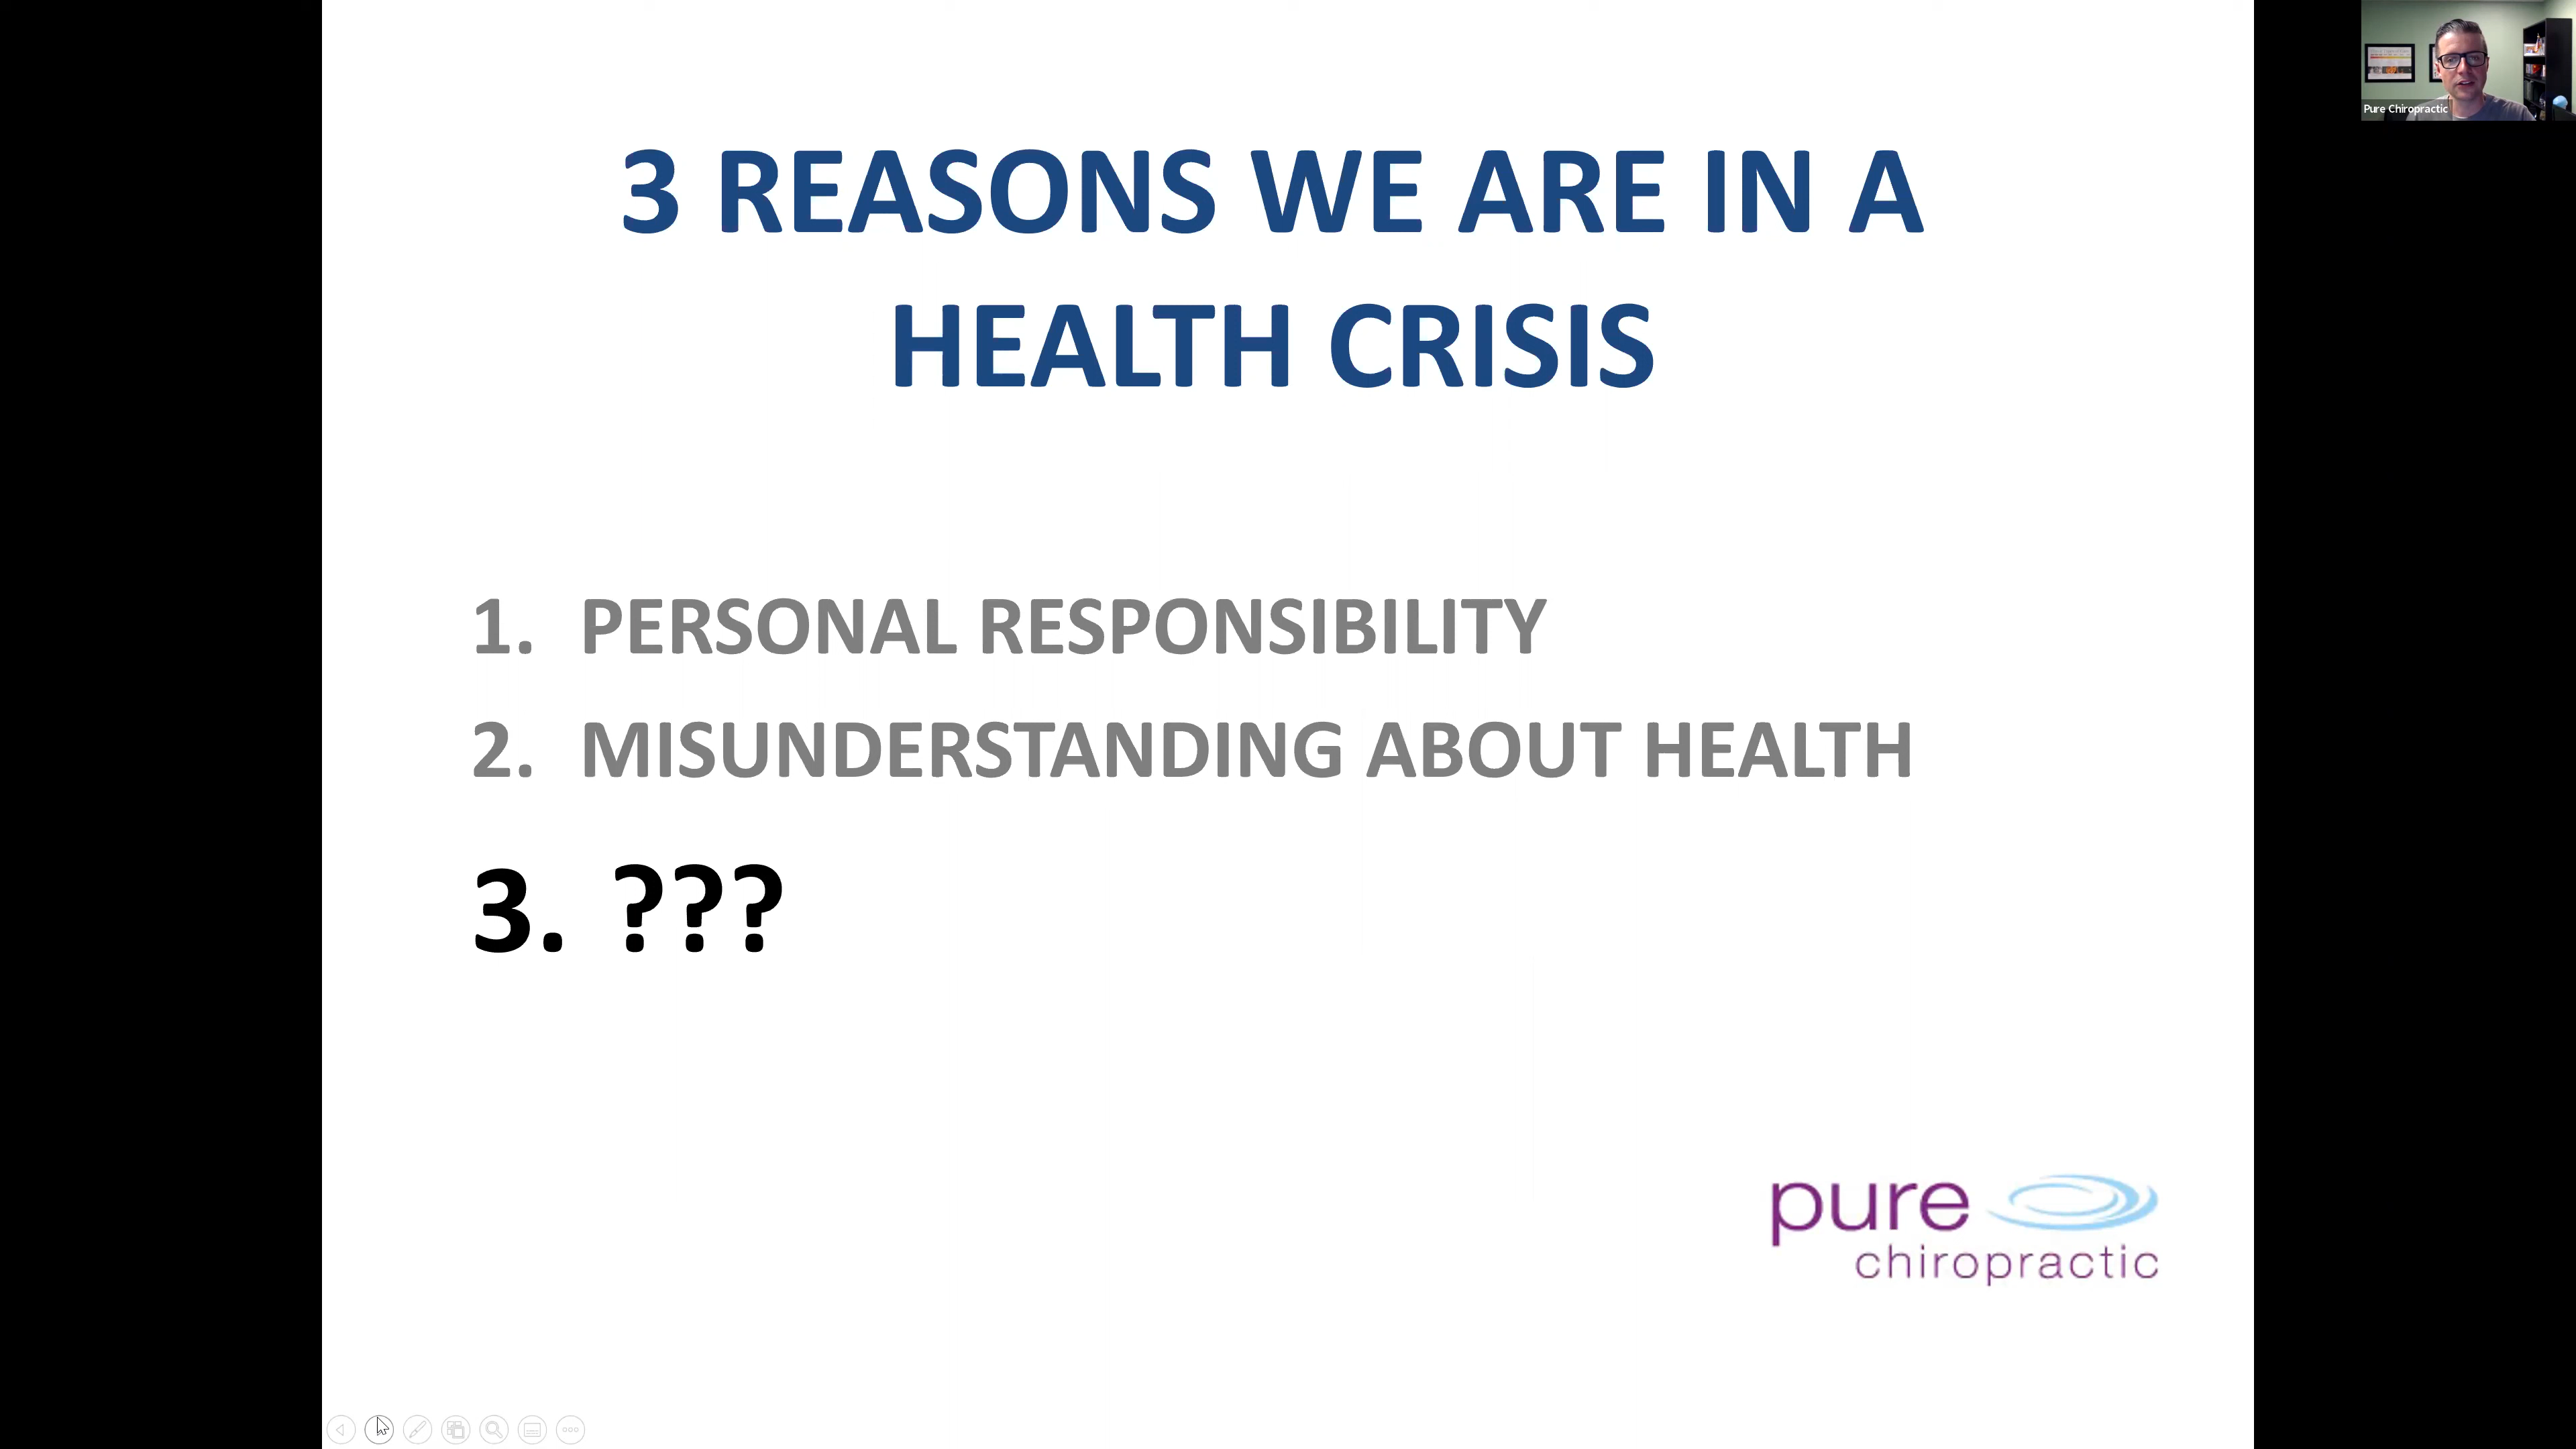 Pure Chiropractic
3 REASONS WE ARE IN A
HEALTH CRISIS
1. PERSONAL RESPONSIBILITY
2. MISUNDERSTANDING ABOUT HEALTH
3. ???
pure
chiropractic